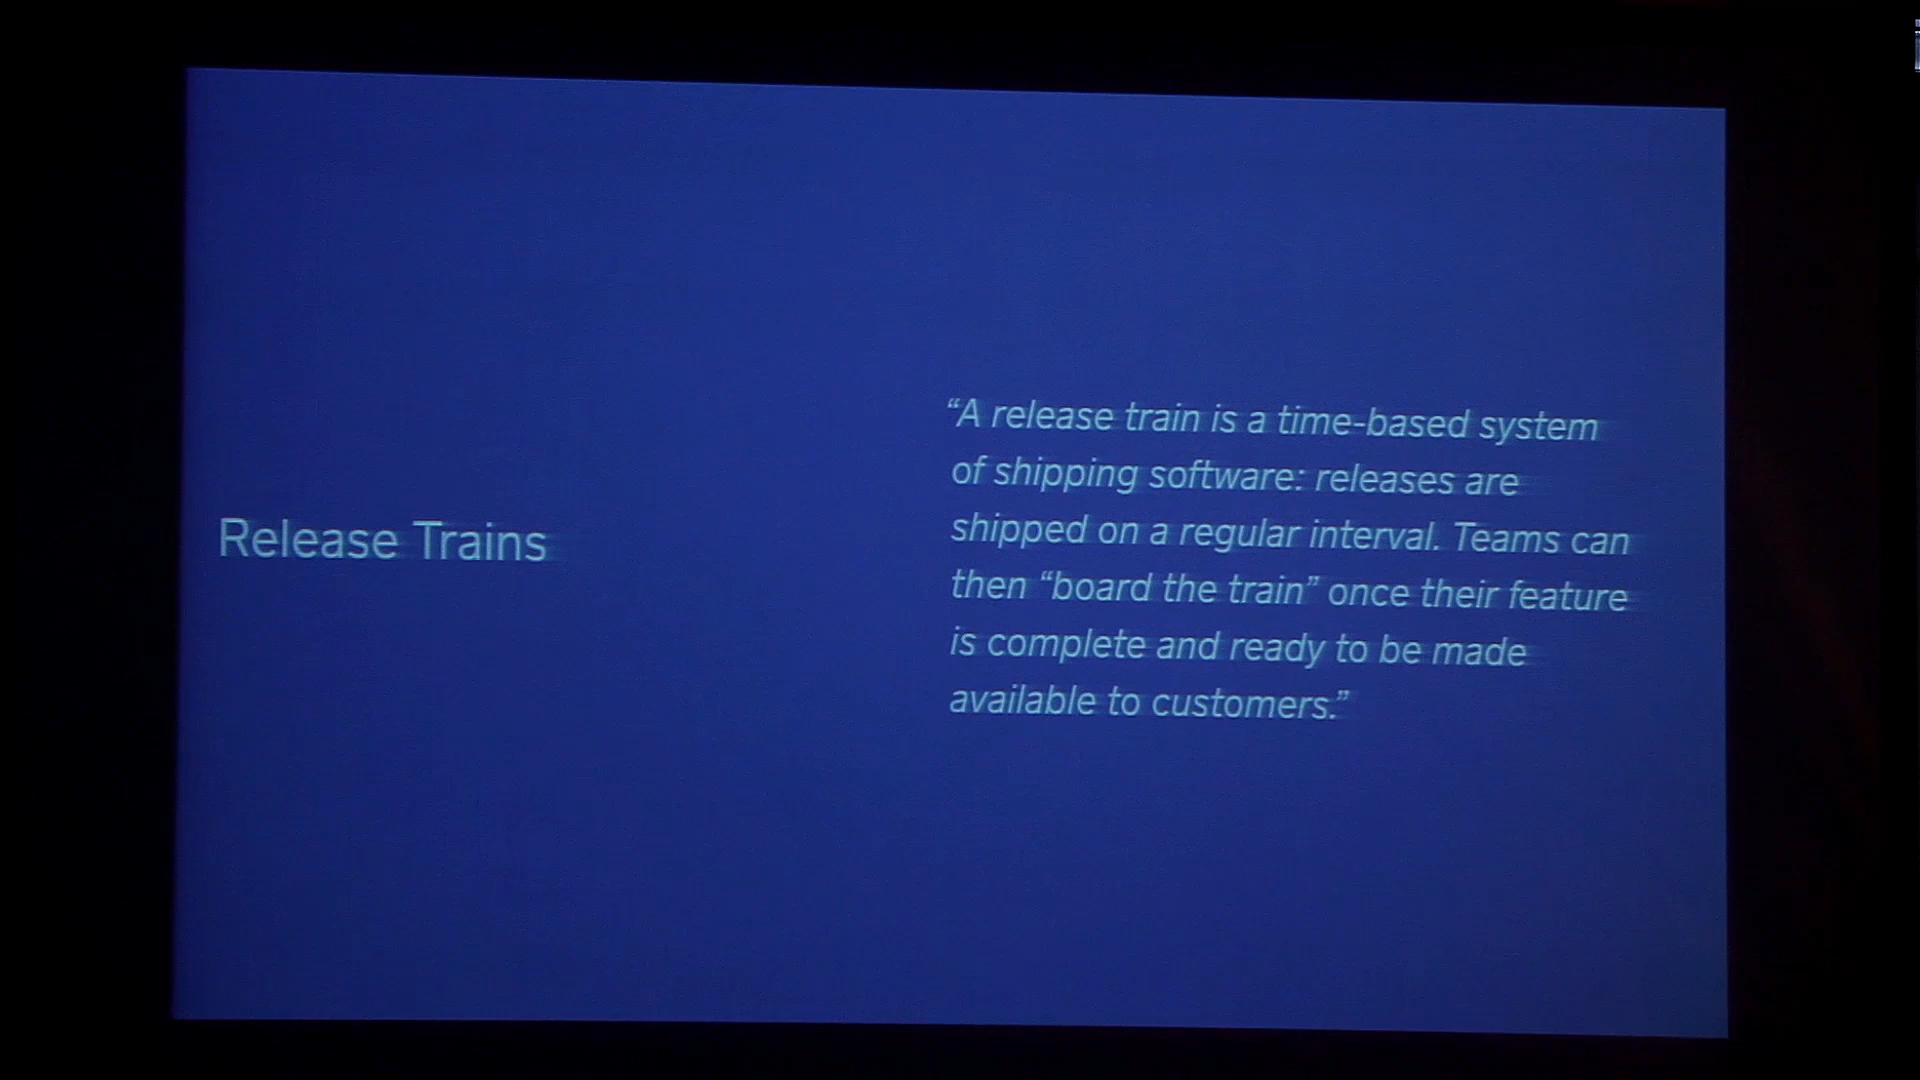 Release Trains
“A release train is a time-based system
of shipping software: releases are
shipped on a regular interval. Teams can
then “board the train” once their feature
is complete and ready to be made
available to customers.”